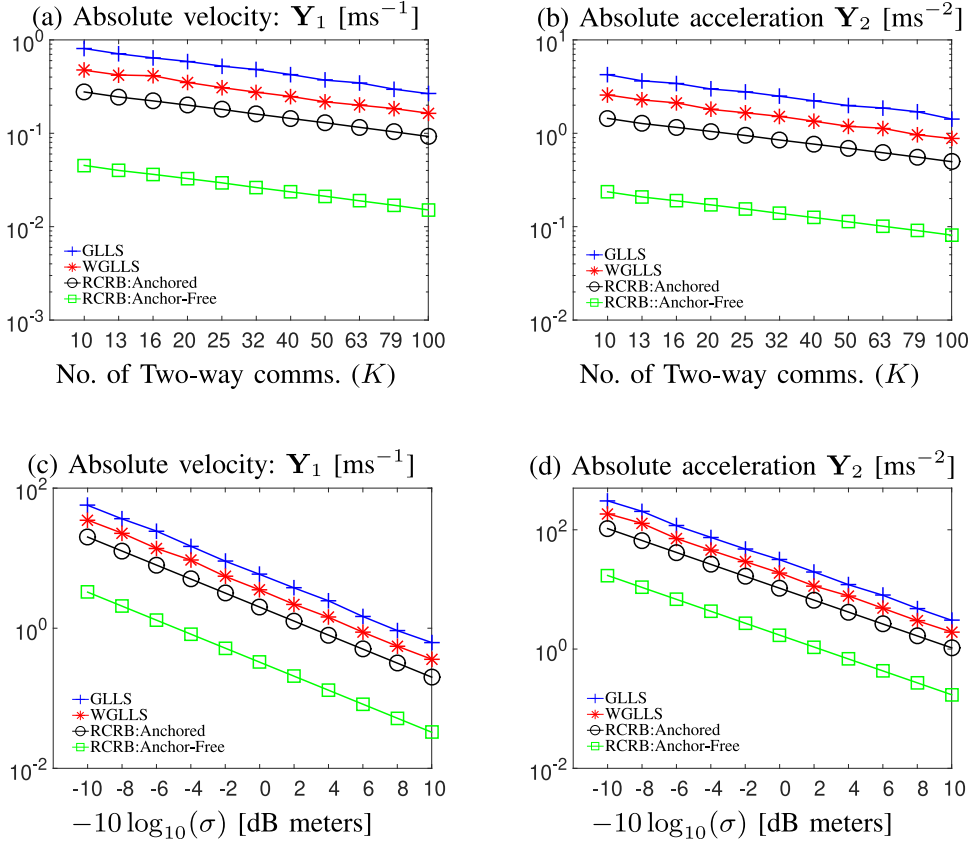 (a) Absolute velocity: Y₁ [ms⁻¹]
10⁰
10⁻¹
10⁻²
10⁻³
GLLS
WGLLS
RCRB:Anchored
RCRB:Anchor-Free
10 13 16 20 25 32 40 50 63 79 100
No. of Two-way comms. (K)
(b) Absolute acceleration Y₂ [ms⁻²]
10¹
10⁰
10⁻¹
10⁻²
GLLS
WGLLS
RCRB:Anchored
RCRB::Anchor-Free
10 13 16 20 25 32 40 50 63 79 100
No. of Two-way comms. (K)
(c) Absolute velocity: Y₁ [ms⁻¹]
10²
10⁰
10⁻²
GLLS
WGLLS
RCRB:Anchored
RCRB:Anchor-Free
-10 -8 -6 -4 -2 0 2 4 6 8 10
−10 log₁₀(σ) [dB meters]
(d) Absolute acceleration Y₂ [ms⁻²]
10²
10⁰
10⁻²
GLLS
WGLLS
RCRB:Anchored
RCRB:Anchor-Free
-10 -8 -6 -4 -2 0 2 4 6 8 10
−10 log₁₀(σ) [dB meters]